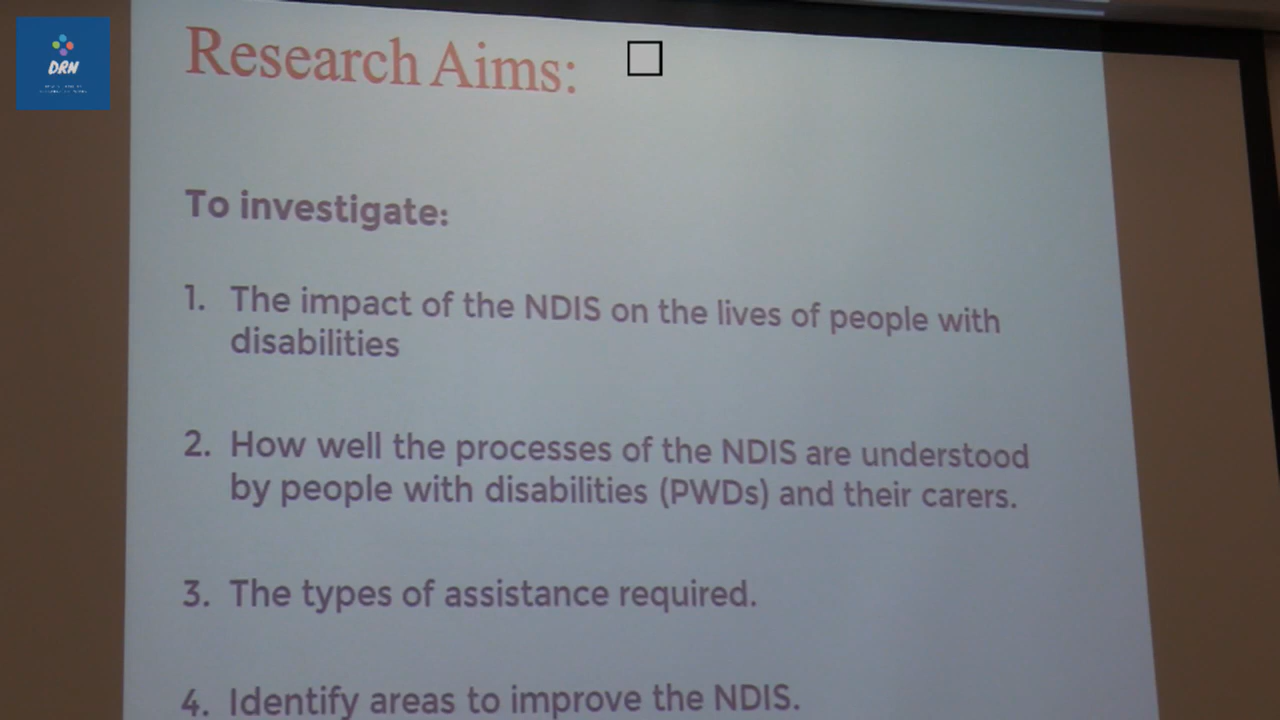 DRN
Research Aims:
To investigate:
1. The impact of the NDIS on the lives of people with
disabilities
2. How well the processes of the NDIS are understood
by people with disabilities (PWDs) and their carers.
3. The types of assistance required.
4. Identify areas to improve the NDIS.